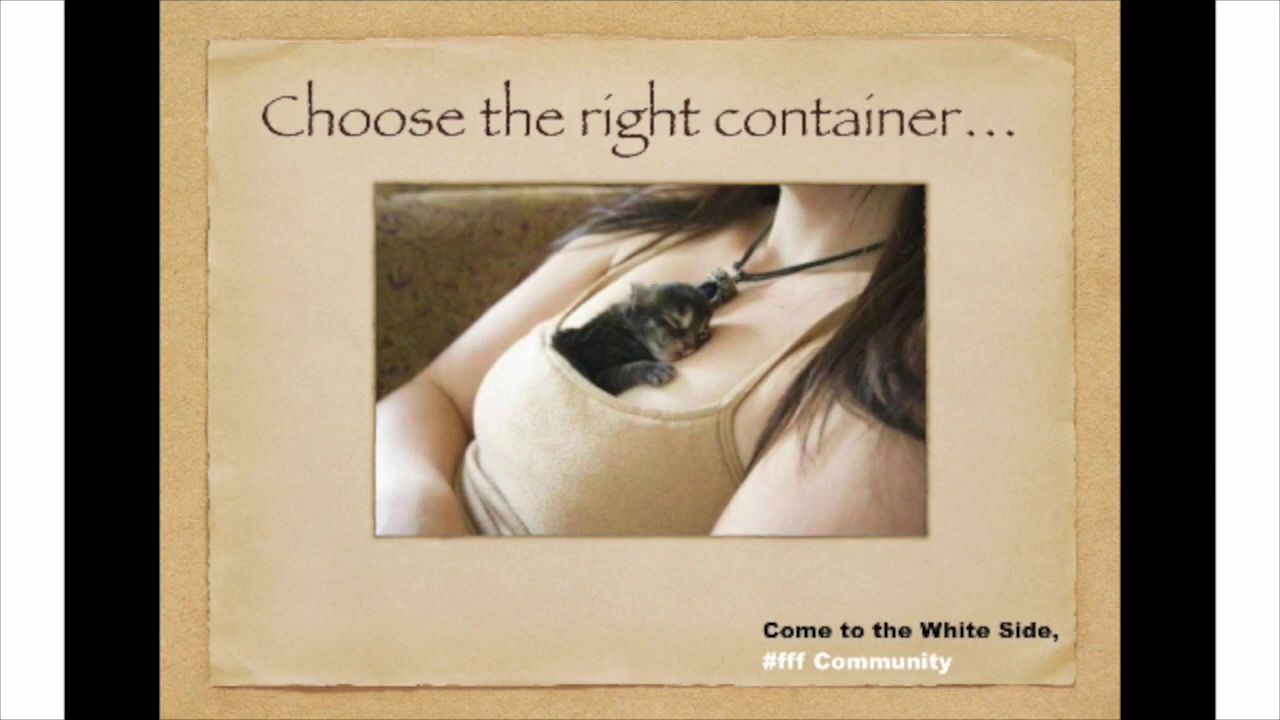 Choose the right container...
Come to the White Side,
#fff Community